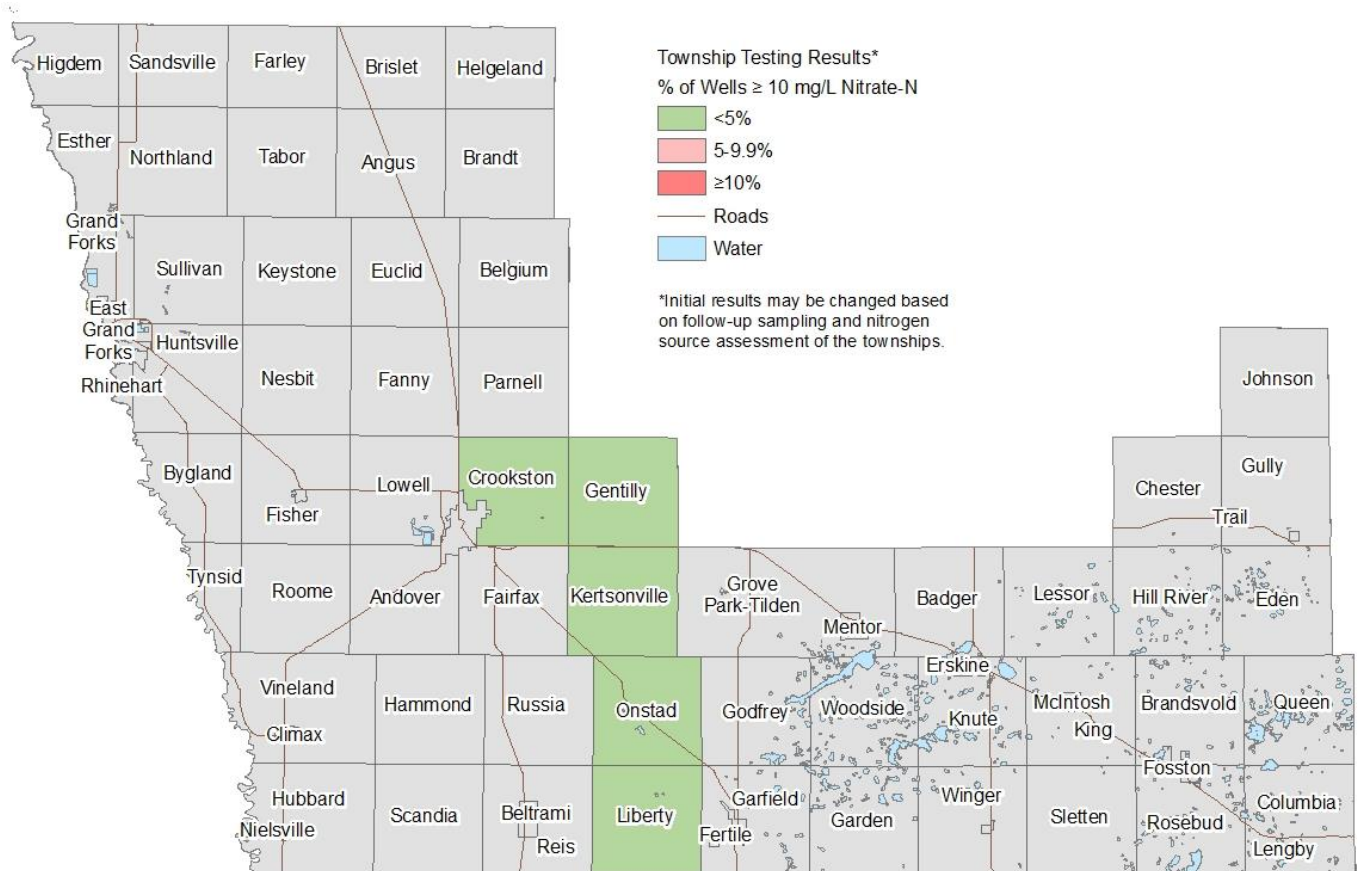 Higdem
Sandsville
Farley
Brislet
Helgeland
Township Testing Results*
% of Wells ≥ 10 mg/L Nitrate-N
<5%
5-9.9%
≥10%
Roads
Water
*Initial results may be changed based
on follow-up sampling and nitrogen
source assessment of the townships.
Esther
Northland
Tabor
Angus
Brandt
Grand
Forks
Sullivan
Keystone
Euclid
Belgium
East
Grand
Forks
Huntsville
Rhinehart
Nesbit
Fanny
Parnell
Johnson
Bygland
Fisher
Lowell
Crookston
Gentilly
Chester
Gully
Trail
Tynsid
Roome
Andover
Fairfax
Kertsonville
Grove
Park-Tilden
Mentor
Badger
Lessor
Hill River
Eden
Erskine
Vineland
Climax
Hammond
Russia
Onstad
Godfrey
Woodside
Knute
McIntosh
King
Brandsvold
Queen
Fosston
Hubbard
Nielsville
Scandia
Beltrami
Reis
Liberty
Garfield
Fertile
Garden
Winger
Sletten
Rosebud
Columbia
Lengby